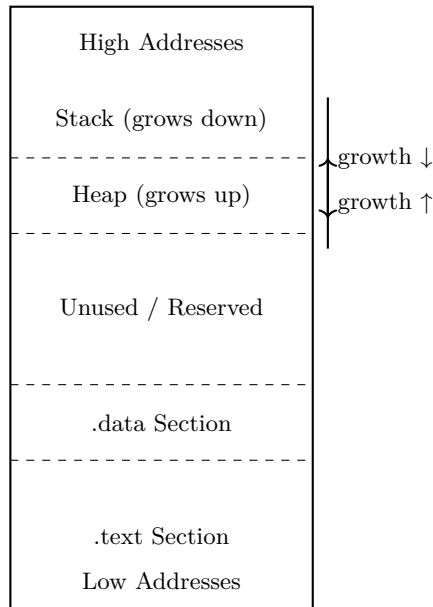 High Addresses
Stack (grows down)
growth ↓
Heap (grows up)
growth ↑
Unused / Reserved
.data Section
.text Section
Low Addresses